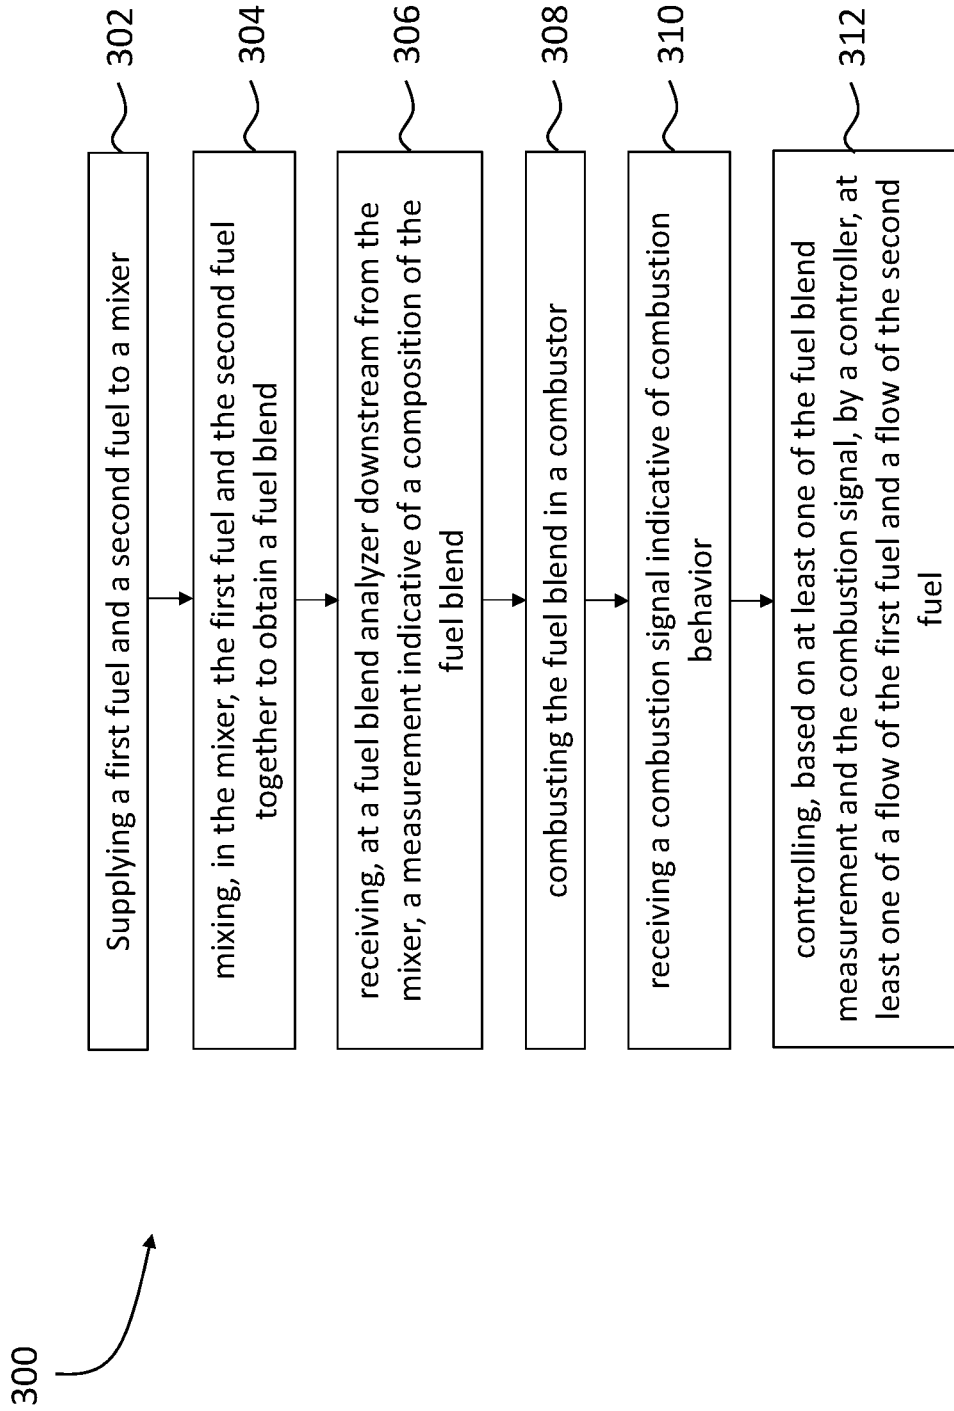 300
Supplying a first fuel and a second fuel to a mixer
302
mixing, in the mixer, the first fuel and the second fuel
together to obtain a fuel blend
304
receiving, at a fuel blend analyzer downstream from the
mixer, a measurement indicative of a composition of the
fuel blend
306
combusting the fuel blend in a combustor
308
receiving a combustion signal indicative of combustion
behavior
310
controlling, based on at least one of the fuel blend
measurement and the combustion signal, by a controller, at
least one of a flow of the first fuel and a flow of the second
fuel
312